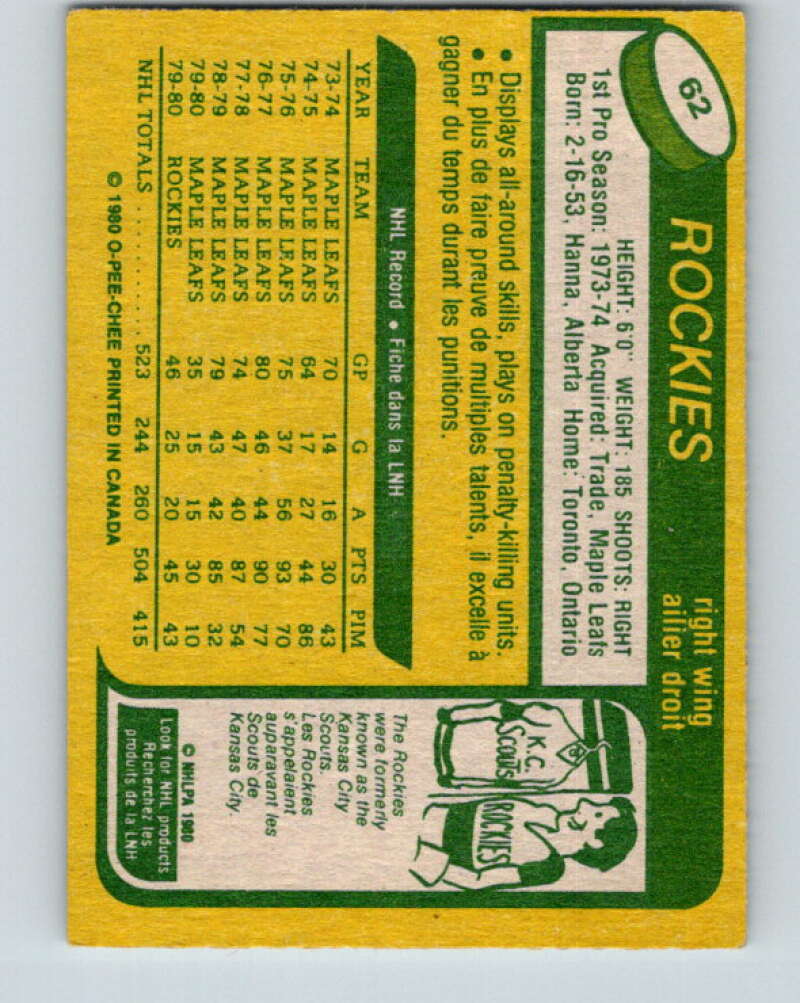 62
ROCKIES
right wing
ailier droit
HEIGHT: 6'0" WEIGHT: 185 SHOOTS: RIGHT
1st Pro Season: 1973-74 Acquired: Trade, Maple Leafs
Born: 2-16-53, Hanna, Alberta Home: Toronto, Ontario
• Displays all-around skills, plays on penalty-killing units.
• En plus de faire preuve de multiples talents, il excelle à
gagner du temps durant les punitions.
NHL Record • Fiche dans la LNH
YEAR TEAM GP G A PTS PIM
73-74 MAPLE LEAFS 70 14 16 30 43
74-75 MAPLE LEAFS 64 17 27 44 86
75-76 MAPLE LEAFS 75 37 56 93 70
76-77 MAPLE LEAFS 80 46 44 90 77
77-78 MAPLE LEAFS 74 47 40 87 54
78-79 MAPLE LEAFS 79 43 42 85 32
79-80 MAPLE LEAFS 35 15 15 30 10
79-80 ROCKIES 46 25 20 45 43
NHL TOTALS .......... 523 244 260 504 415
© 1980 O-PEE-CHEE PRINTED IN CANADA
K.C.
Scouts
ROCKIES
The Rockies
were formerly
known as the
Kansas City
Scouts.
Les Rockies
s'appelaient
auparavant les
Scouts de
Kansas City.
© NHLPA 1980
Look for NHL products
Recherchez les
produits de la LNH